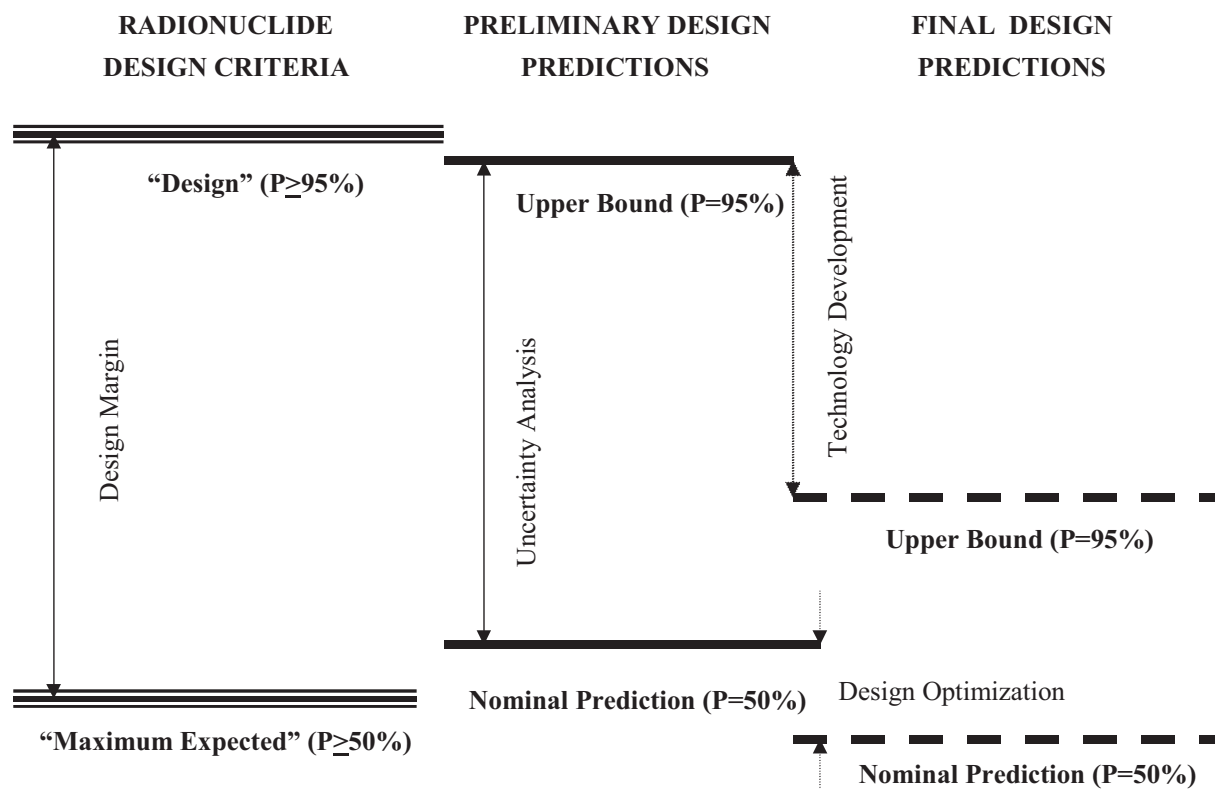 RADIONUCLIDE
DESIGN CRITERIA
PRELIMINARY DESIGN
PREDICTIONS
FINAL DESIGN
PREDICTIONS
“Design” (P≥95%)
Upper Bound (P=95%)
Design Margin
Uncertainty Analysis
Technology Development
Upper Bound (P=95%)
Nominal Prediction (P=50%)
Design Optimization
“Maximum Expected” (P≥50%)
Nominal Prediction (P=50%)